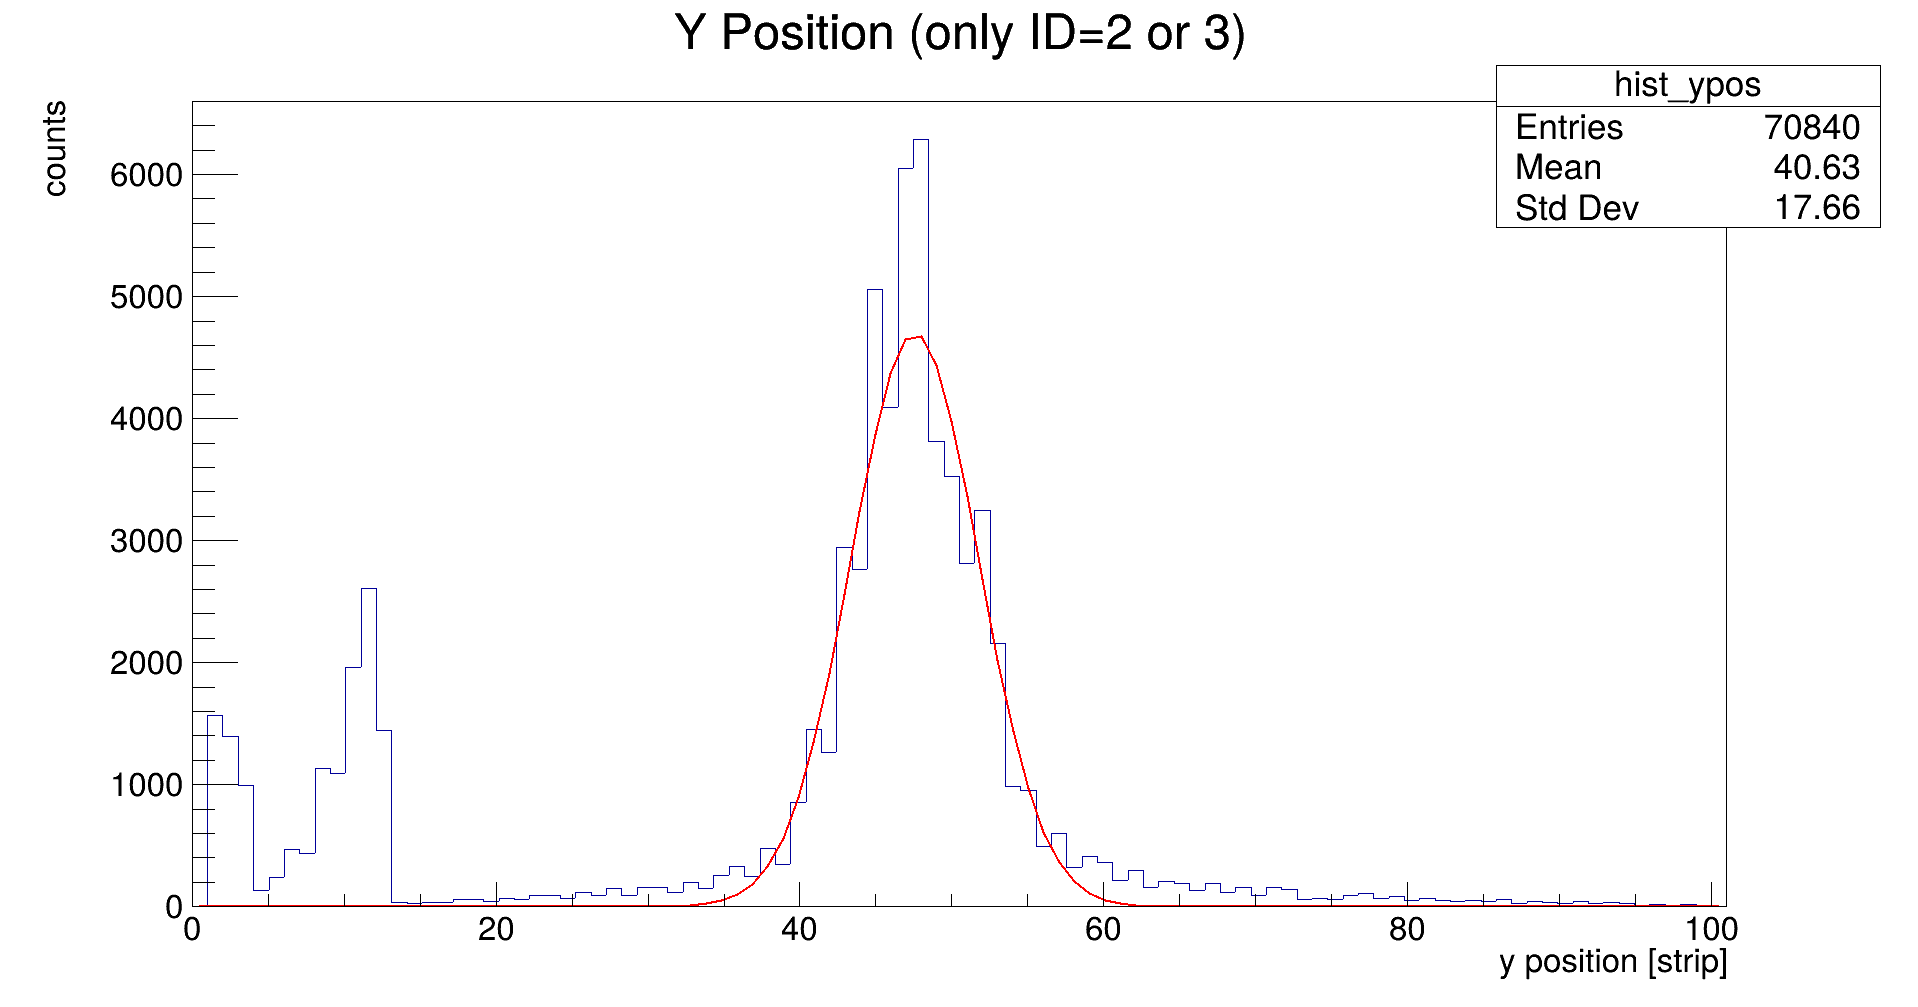 Y Position (only ID=2 or 3)
hist_ypos
Entries 70840
Mean 40.63
Std Dev 17.66
counts
6000
5000
4000
3000
2000
1000
0
0 20 40 60 80 100
y position [strip]